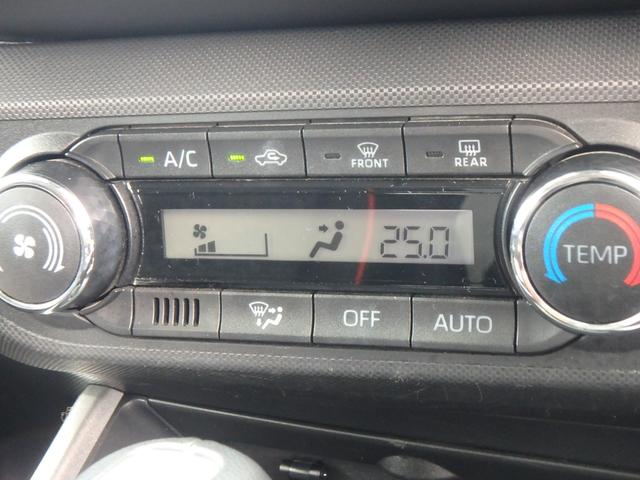 A/C
FRONT
REAR
25.0
TEMP
OFF
AUTO